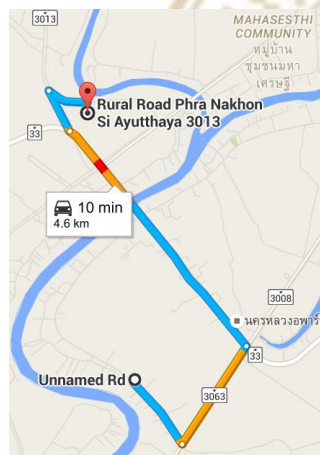 3013
MAHASESTHI
COMMUNITY
หมู่บ้าน
ชุมชนมหา
เศรษฐี
Rural Road Phra Nakhon
Si Ayutthaya 3013
33
10 min
4.6 km
3008
นครหลวงอพาร์
33
Unnamed Rd
3063